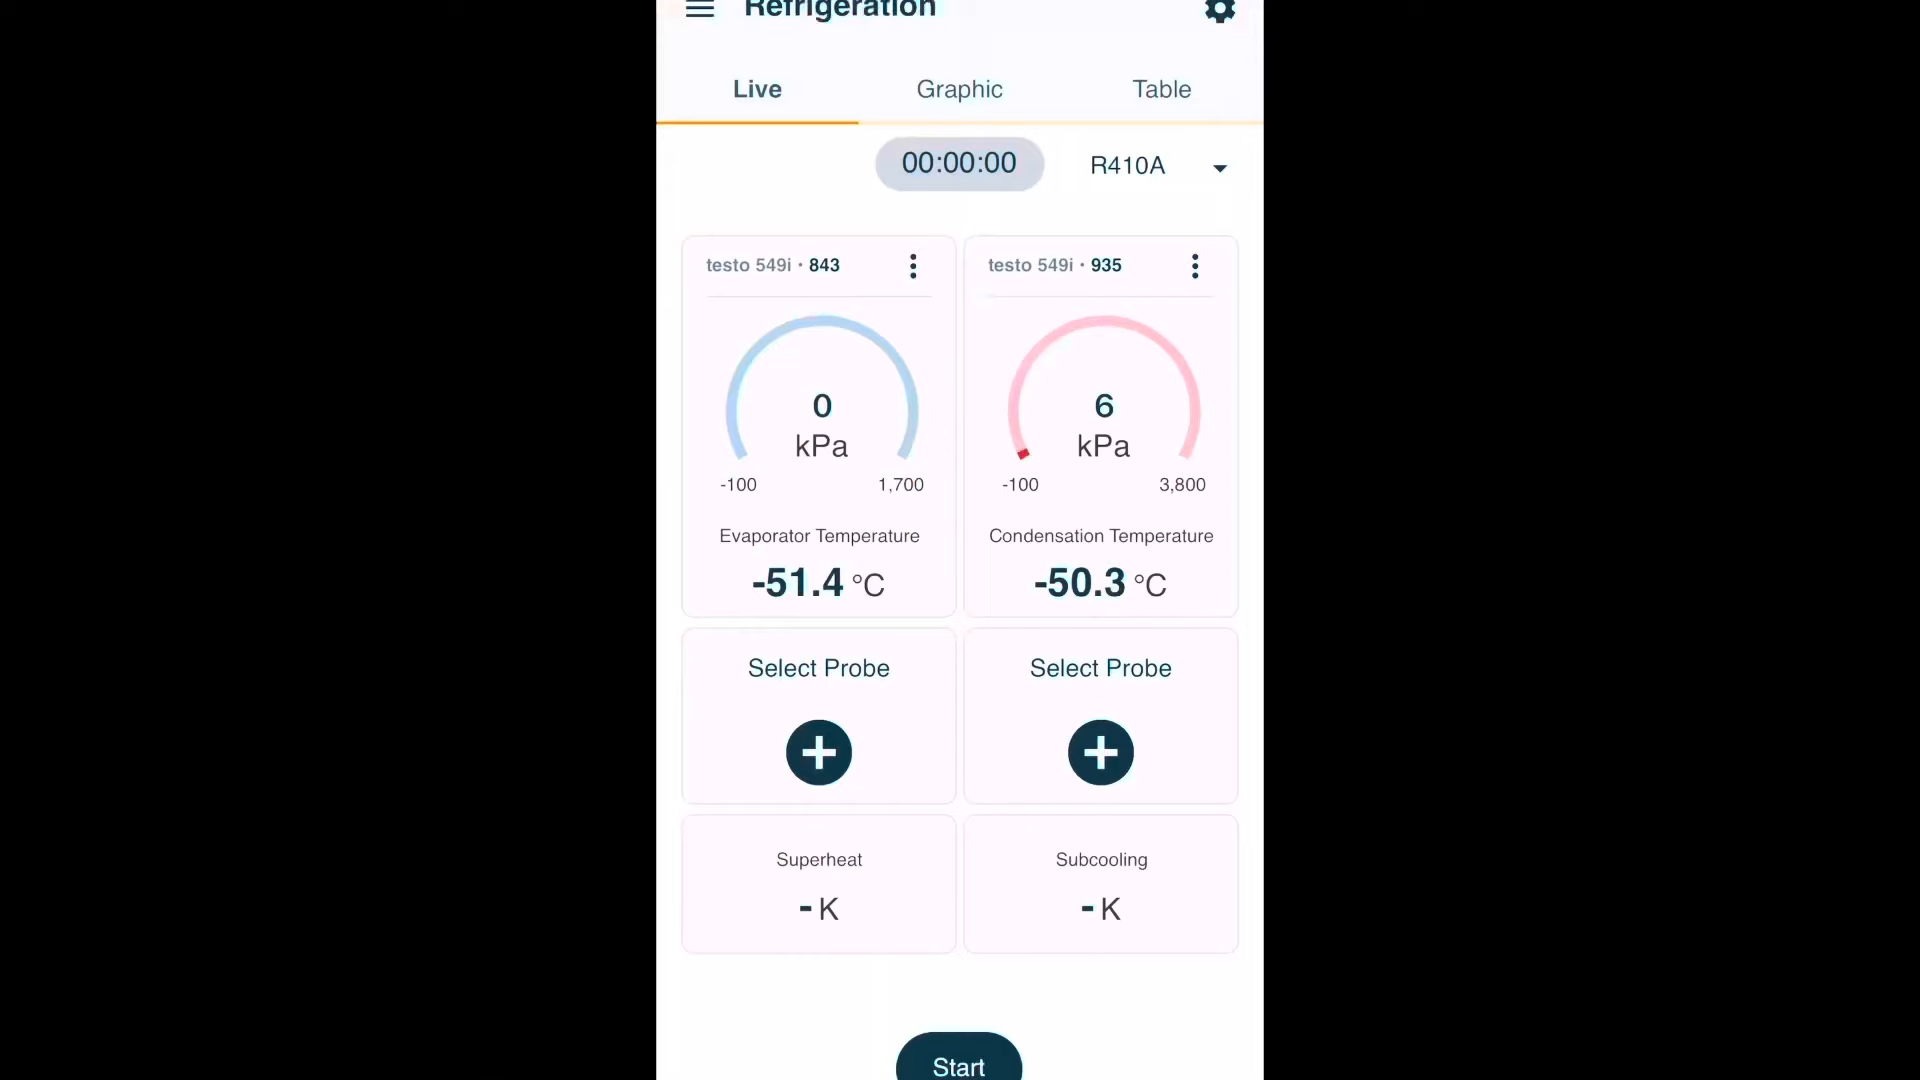 Refrigeration
Live Graphic Table
00:00:00 R410A
testo 549i • 843
0
kPa
-100 1,700
Evaporator Temperature
-51.4 °C
testo 549i • 935
6
kPa
-100 3,800
Condensation Temperature
-50.3 °C
Select Probe
Select Probe
Superheat
- K
Subcooling
- K
Start